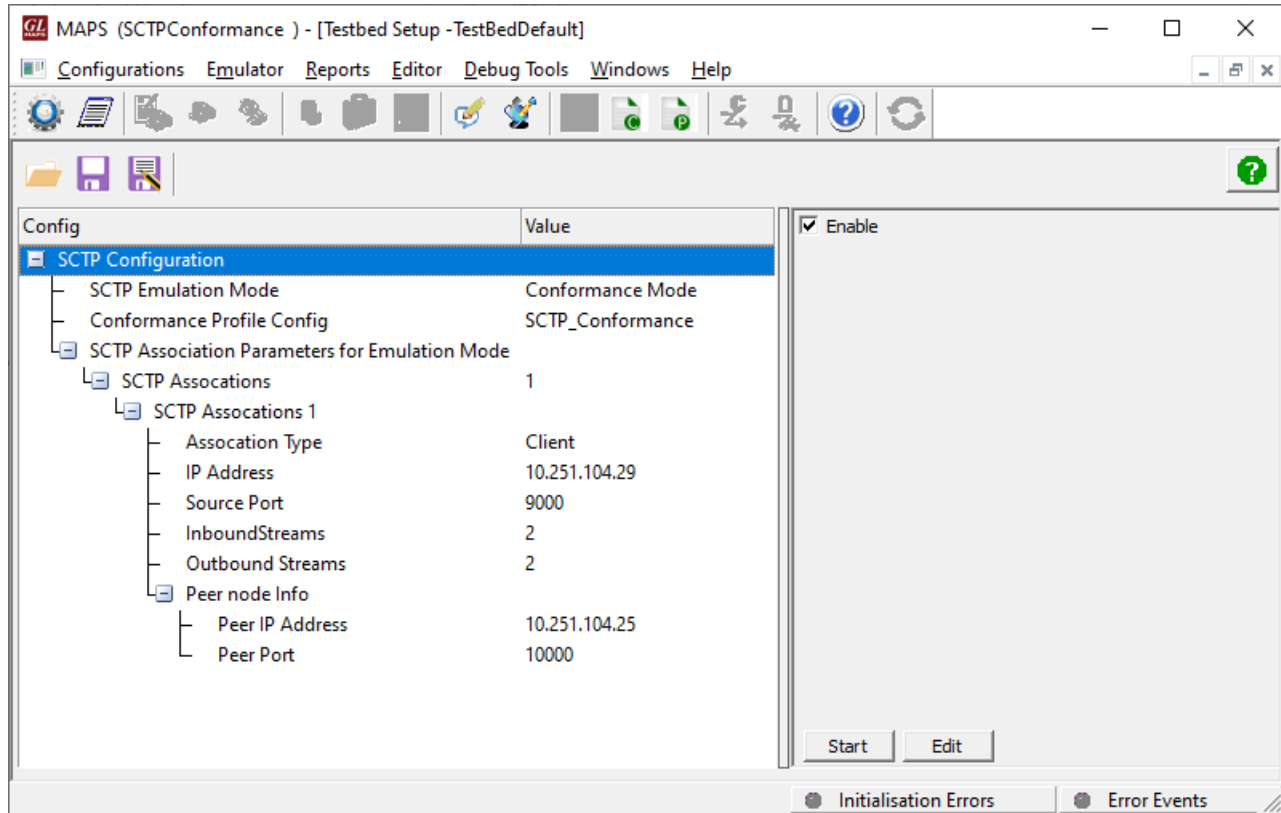 GL MAPS MAPS (SCTPConformance ) - [Testbed Setup -TestBedDefault]
Configurations Emulator Reports Editor Debug Tools Windows Help
C P ?
?
Config Value
Enable
SCTP Configuration
SCTP Emulation Mode Conformance Mode
Conformance Profile Config SCTP_Conformance
SCTP Association Parameters for Emulation Mode
SCTP Assocations 1
SCTP Assocations 1
Assocation Type Client
IP Address 10.251.104.29
Source Port 9000
InboundStreams 2
Outbound Streams 2
Peer node Info
Peer IP Address 10.251.104.25
Peer Port 10000
Start Edit
Initialisation Errors Error Events